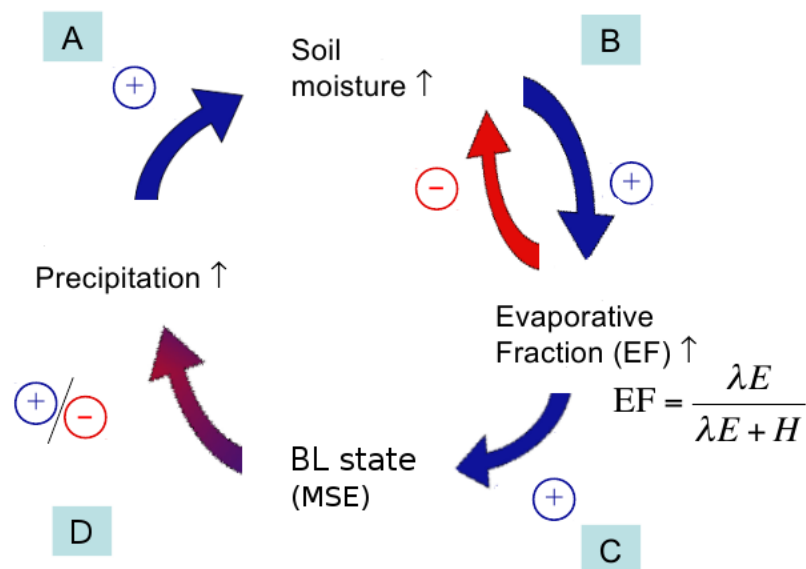 A
B
Soil
moisture ↑
+
−
+
Precipitation ↑
Evaporative
Fraction (EF) ↑
EF = λE / (λE + H)
+/−
BL state
(MSE)
+
D
C